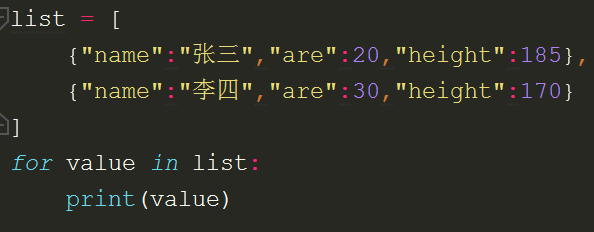 list = [
    {"name":"张三","are":20,"height":185},
    {"name":"李四","are":30,"height":170}
]
for value in list:
    print(value)